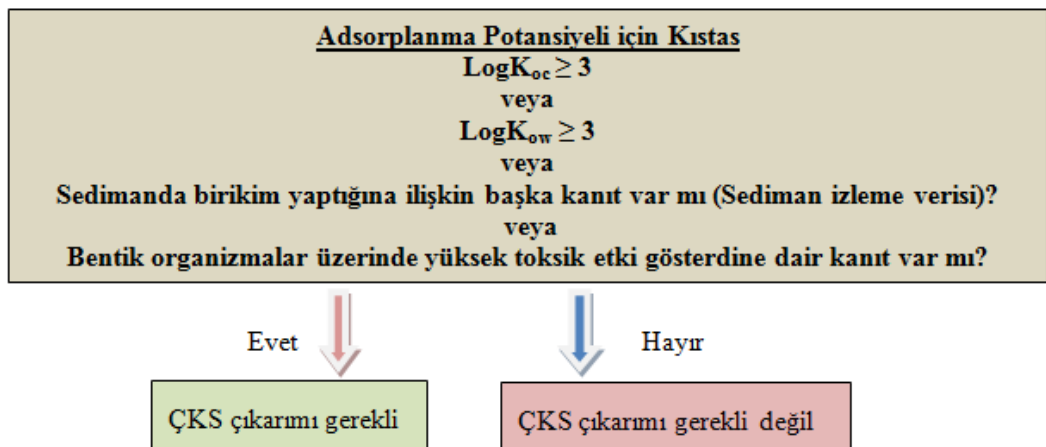 Adsorplanma Potansiyeli için Kıstas
LogKoc ≥ 3
veya
LogKow ≥ 3
veya
Sedimanda birikim yaptığına ilişkin başka kanıt var mı (Sediman izleme verisi)?
veya
Bentik organizmalar üzerinde yüksek toksik etki gösterdine dair kanıt var mı?
Evet
Hayır
ÇKS çıkarımı gerekli
ÇKS çıkarımı gerekli değil